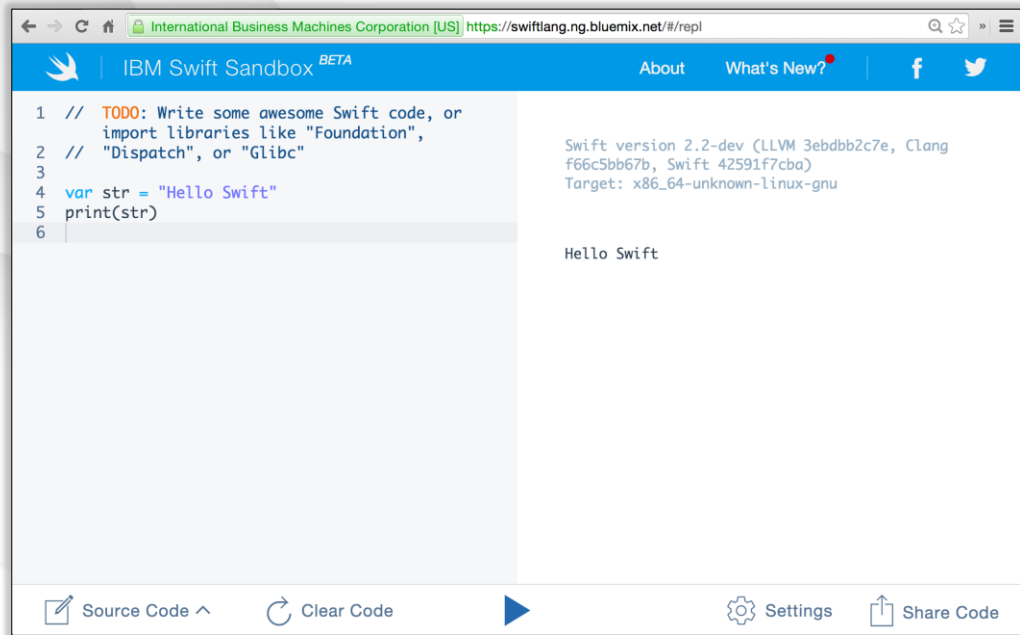 International Business Machines Corporation [US] https://swiftlang.ng.bluemix.net/#/repl
IBM Swift Sandbox BETA
About What's New?
1 // TODO: Write some awesome Swift code, or
import libraries like "Foundation",
2 // "Dispatch", or "Glibc"
3
4 var str = "Hello Swift"
5 print(str)
6
Swift version 2.2-dev (LLVM 3ebdbb2c7e, Clang
f66c5bb67b, Swift 42591f7cba)
Target: x86_64-unknown-linux-gnu
Hello Swift
Source Code Clear Code Settings Share Code